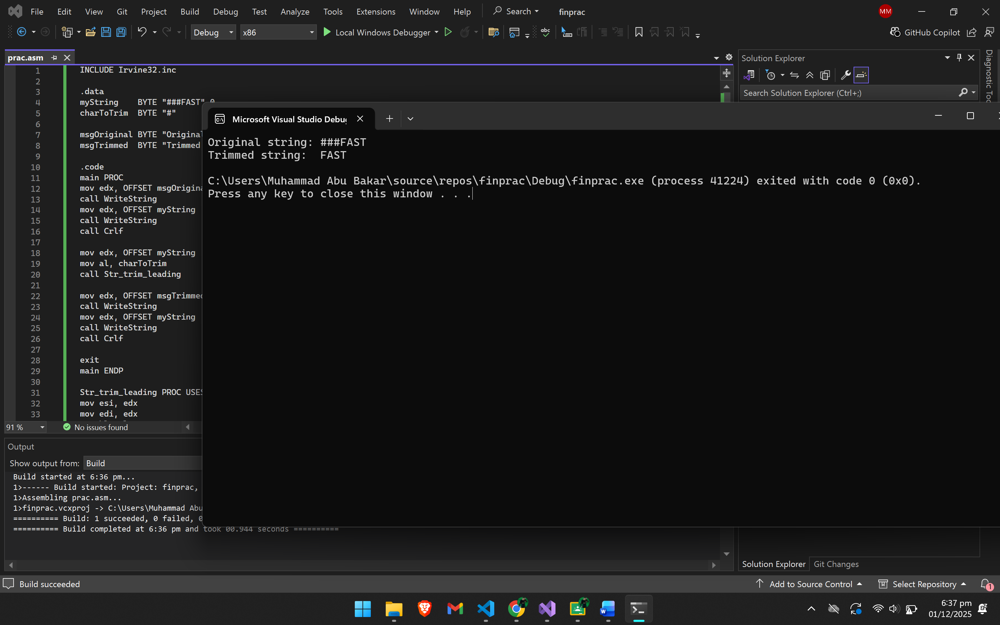 File Edit View Git Project Build Debug Test Analyze Tools Extensions Window Help Search finprac MM
Debug x86 Local Windows Debugger abc GitHub Copilot
prac.asm
1 INCLUDE Irvine32.inc
2
3 .data
4 myString BYTE "###FAST",0
5 charToTrim BYTE "#"
6
7 msgOriginal BYTE "Original
8 msgTrimmed BYTE "Trimmed
9
10 .code
11 main PROC
12 mov edx, OFFSET msgOrigina
13 call WriteString
14 mov edx, OFFSET myString
15 call WriteString
16 call Crlf
17
18 mov edx, OFFSET myString
19 mov al, charToTrim
20 call Str_trim_leading
21
22 mov edx, OFFSET msgTrimmed
23 call WriteString
24 mov edx, OFFSET myString
25 call WriteString
26 call Crlf
27
28 exit
29 main ENDP
30
31 Str_trim_leading PROC USES
32 mov esi, edx
33 mov edi, edx
91 % No issues found
Microsoft Visual Studio Debu
Original string: ###FAST
Trimmed string:  FAST
C:\Users\Muhammad Abu Bakar\source\repos\finprac\Debug\finprac.exe (process 41224) exited with code 0 (0x0).
Press any key to close this window . . .
Solution Explorer
Search Solution Explorer (Ctrl+;)
Diagnostic Too
Output
Show output from: Build
Build started at 6:36 pm...
1>------ Build started: Project: finprac,
1>Assembling prac.asm...
1>finprac.vcxproj -> C:\Users\Muhammad Abu
========== Build: 1 succeeded, 0 failed, 0
========== Build completed at 6:36 pm and took 00.944 seconds ==========
Solution Explorer Git Changes
Build succeeded Add to Source Control Select Repository 1
6:37 pm
01/12/2025